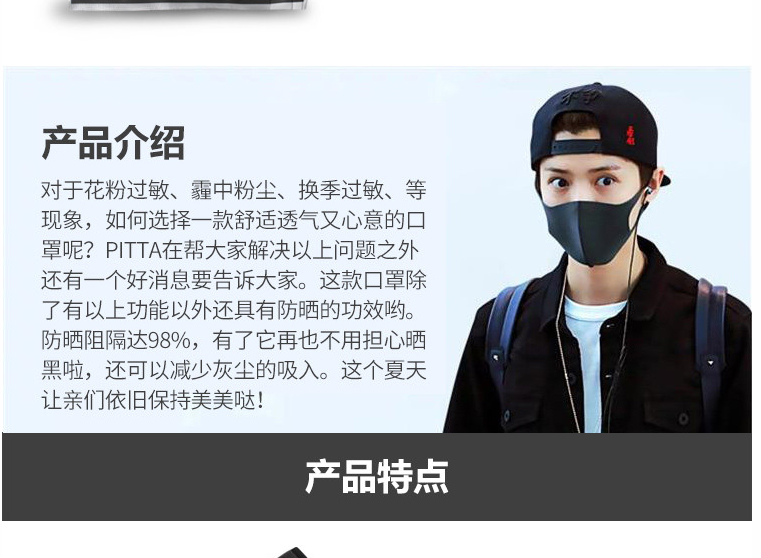 产品介绍
对于花粉过敏、霾中粉尘、换季过敏、等
现象，如何选择一款舒适透气又心意的口
罩呢？PITTA在帮大家解决以上问题之外
还有一个好消息要告诉大家。这款口罩除
了有以上功能以外还具有防晒的功效哟。
防晒阻隔达98%，有了它再也不用担心晒
黑啦，还可以减少灰尘的吸入。这个夏天
让亲们依旧保持美美哒！
产品特点